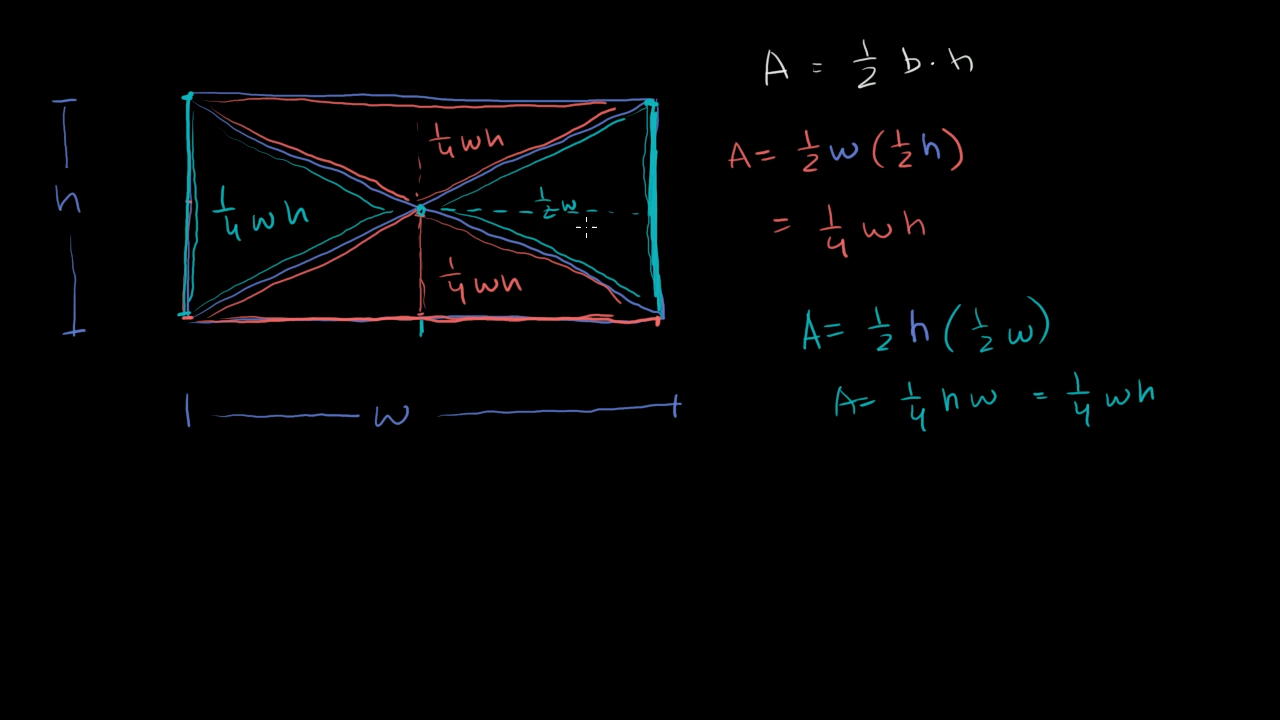 A = 1/2 b · h
A = 1/2 w (1/2 h)
= 1/4 wh
A = 1/2 h (1/2 w)
A = 1/4 hw = 1/4 wh
h
1/4 wh
1/4 wh
1/2 w
1/4 wh
w